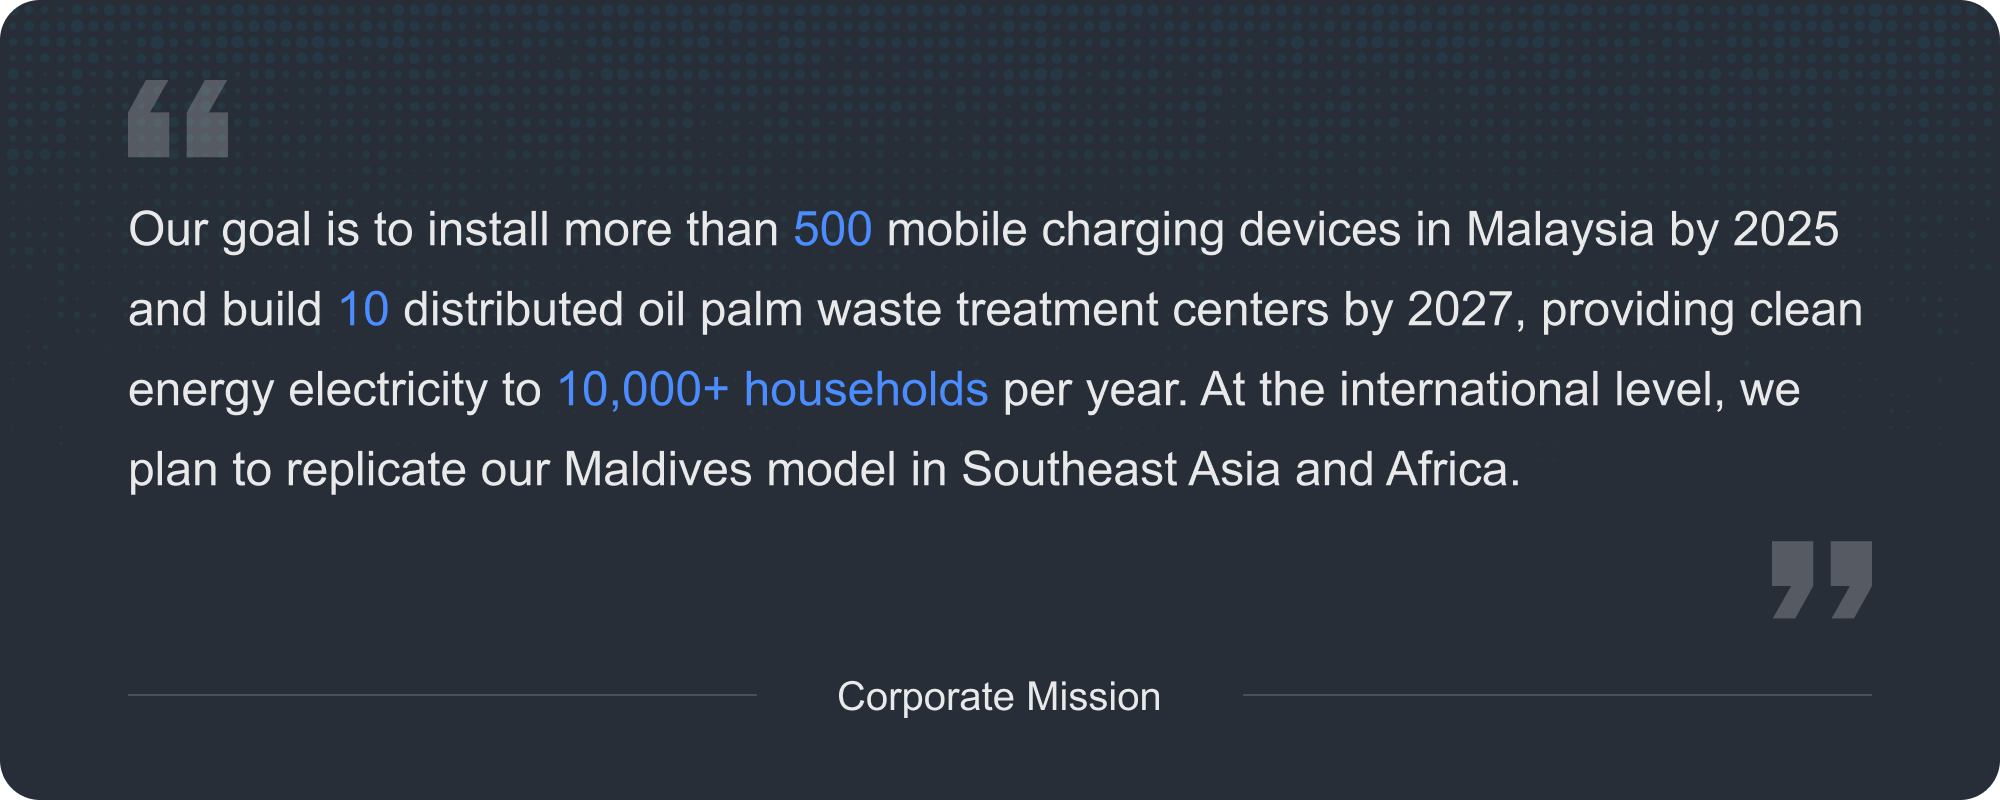 “
Our goal is to install more than 500 mobile charging devices in Malaysia by 2025
and build 10 distributed oil palm waste treatment centers by 2027, providing clean
energy electricity to 10,000+ households per year. At the international level, we
plan to replicate our Maldives model in Southeast Asia and Africa.
”
Corporate Mission